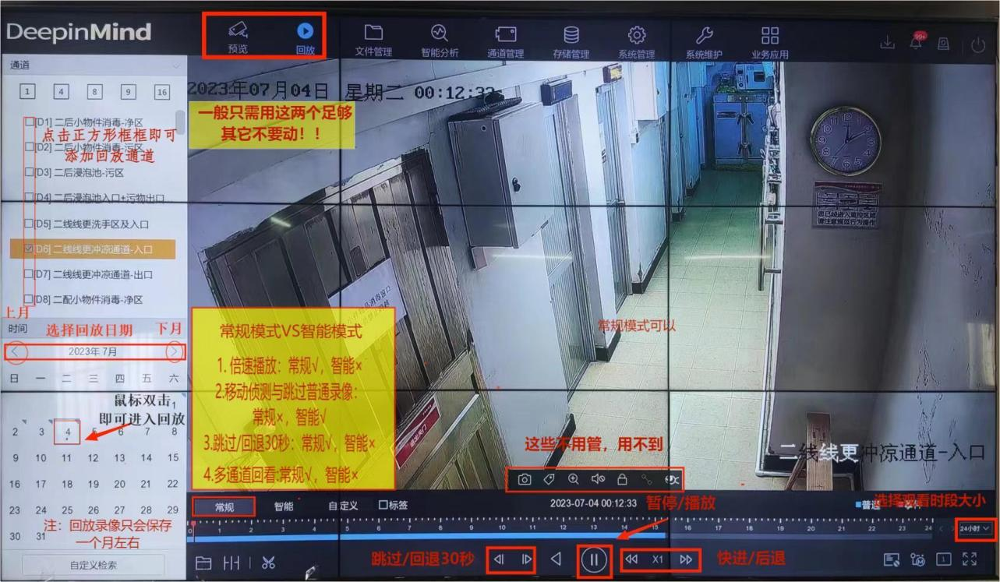 DeepinMind
预览
回放
文件管理
智能分析
通道管理
存储管理
系统管理
系统维护
业务应用
99+
通道
1 4 8 9 16
2023年07月04日 星期二 00:12:33
一般只需用这两个足够
其它不要动！！
[D1] 二后小物件消毒-净区
点击正方形框框即可
[D2] 二后小物件消毒-污区
添加回放通道
[D3] 二后浸泡池-污区
[D4] 二后浸泡池入口+污物出口
[D5] 二线线更洗手区及入口
[D6] 二线线更冲凉通道-入口
[D7] 二线线更冲凉通道-出口
[D8] 二配小物件消毒-净区
上月
时间
选择回放日期
下月
2023年 7月
日 一 二 三 四 五 六
鼠标双击,
1
即可进入回放
2 3 4 5 6 7 8
9 10 11 12 13 14 15
16 17 18 19 20 21 22
23 24 25 26 27 28 29
30 31
注：回放录像只会保存
一个月左右
自定义检索
常规模式VS智能模式
1. 倍速播放：常规√，智能×
2.移动侦测与跳过普通录像：
常规×，智能√
3.跳过/回退30秒：常规√，智能×
4.多通道回看:常规√，智能×
常规模式可以
这些不用管，用不到
二线线更冲凉通道-入口
常规
智能
自定义
标签
2023-07-04 00:12:33
暂停/播放
选择观看时段大小
0 1 2 3 4 5 6 7 8 9 10 11 12 13 14 15 16 17 18 19 20 21 22 23 24
24小时
跳过/回退30秒
X1
快进/后退
1